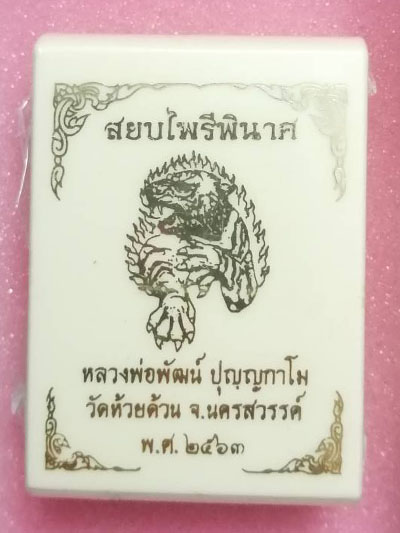 สยบไพรีพินาศ
หลวงพ่อพัฒน์ ปุญฺญกาโม
วัดห้วยด้วน จ.นครสวรรค์
พ.ศ. ๒๕๖๓